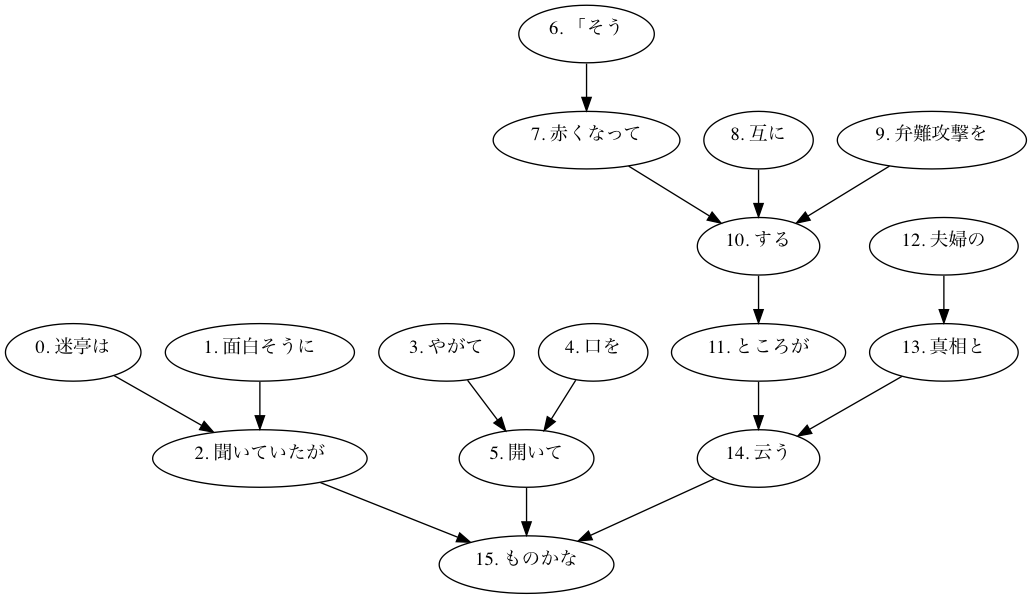 6. 「そう
7. 赤くなって
8. 互に
9. 弁難攻撃を
10. する
12. 夫婦の
0. 迷亭は
1. 面白そうに
3. やがて
4. 口を
11. ところが
13. 真相と
2. 聞いていたが
5. 開いて
14. 云う
15. ものかな